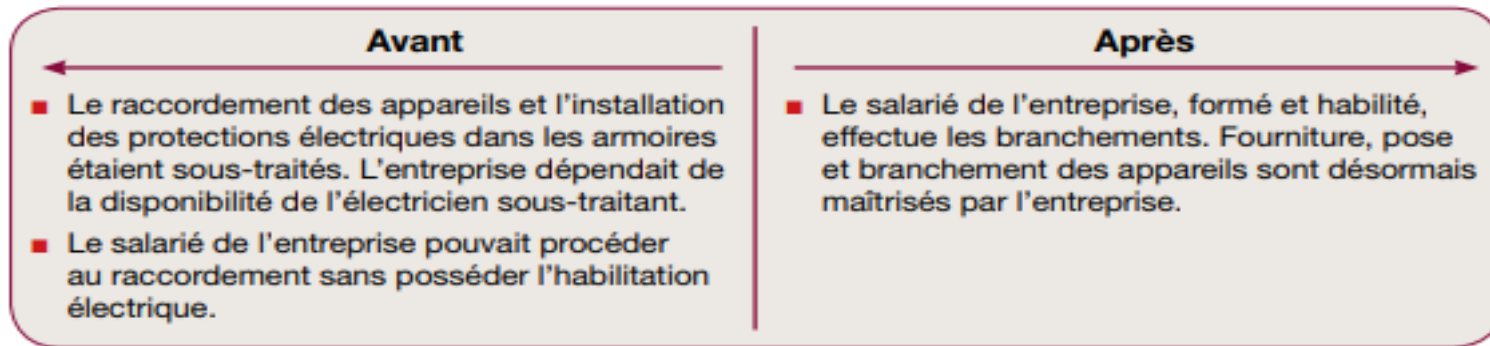 Avant
■ Le raccordement des appareils et l'installation
des protections électriques dans les armoires
étaient sous-traités. L'entreprise dépendait de
la disponibilité de l'électricien sous-traitant.
■ Le salarié de l'entreprise pouvait procéder
au raccordement sans posséder l'habilitation
électrique.
Après
■ Le salarié de l'entreprise, formé et habilité,
effectue les branchements. Fourniture, pose
et branchement des appareils sont désormais
maîtrisés par l'entreprise.